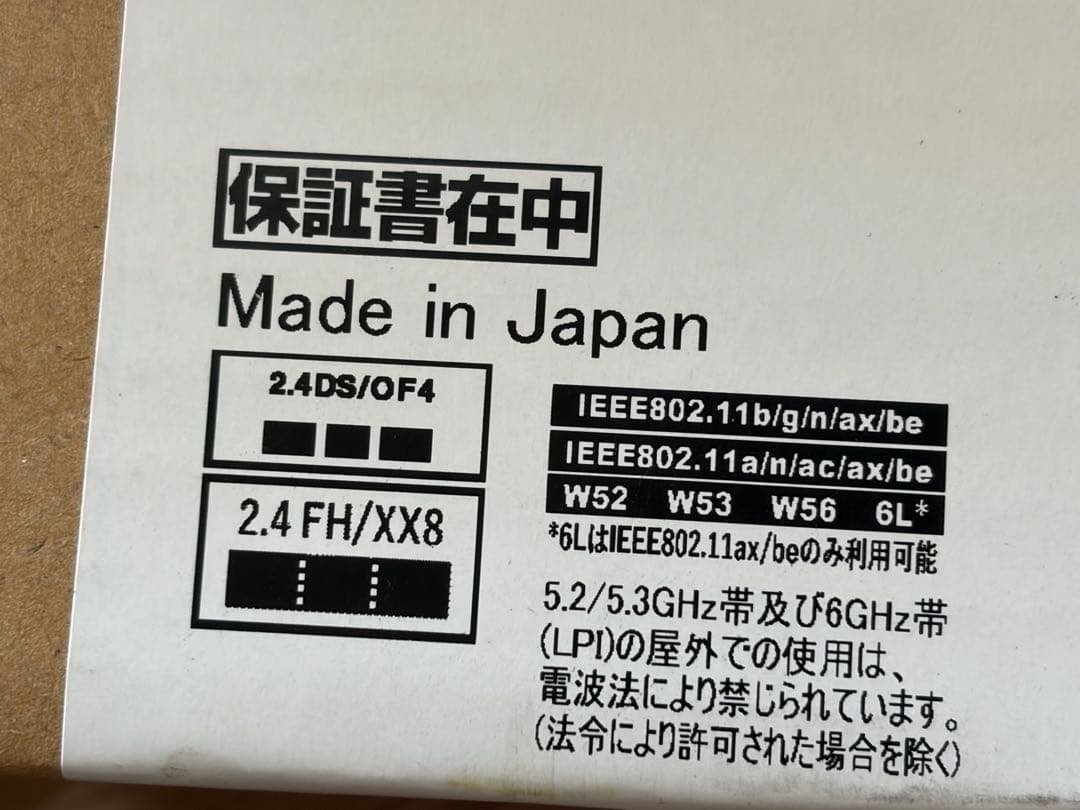 保証書在中
Made in Japan
2.4DS/OF4
2.4 FH/XX8
IEEE802.11b/g/n/ax/be
IEEE802.11a/n/ac/ax/be
W52 W53 W56 6L*
*6LはIEEE802.11ax/beのみ利用可能
5.2/5.3GHz帯及び6GHz帯
(LPI)の屋外での使用は、
電波法により禁じられています。
(法令により許可された場合を除く)